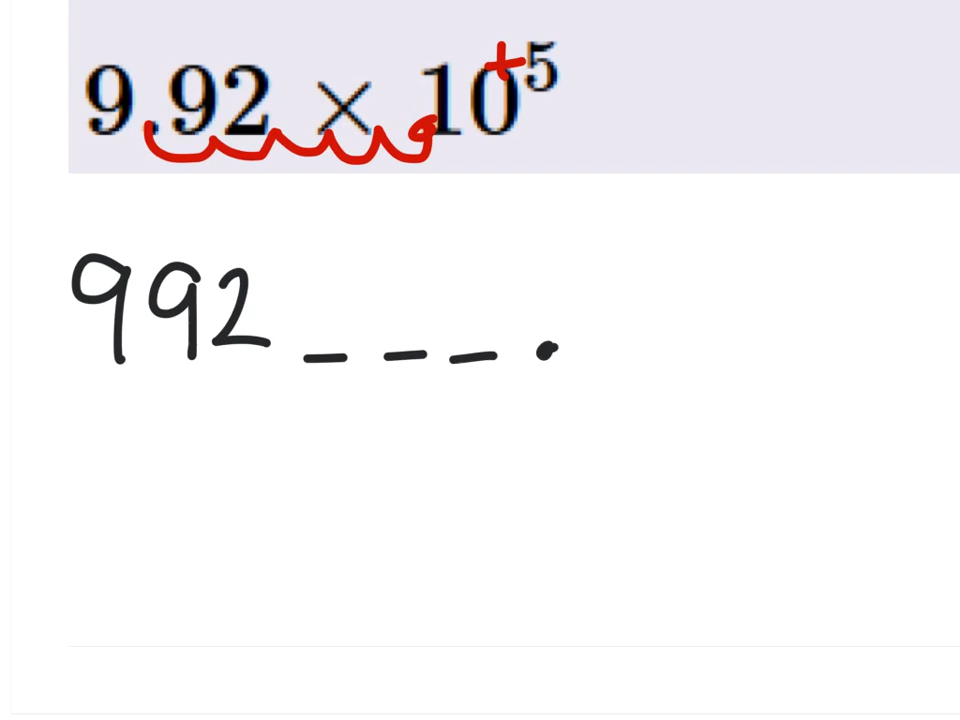 9.92 × 10⁺⁵
992 _ _ _ .